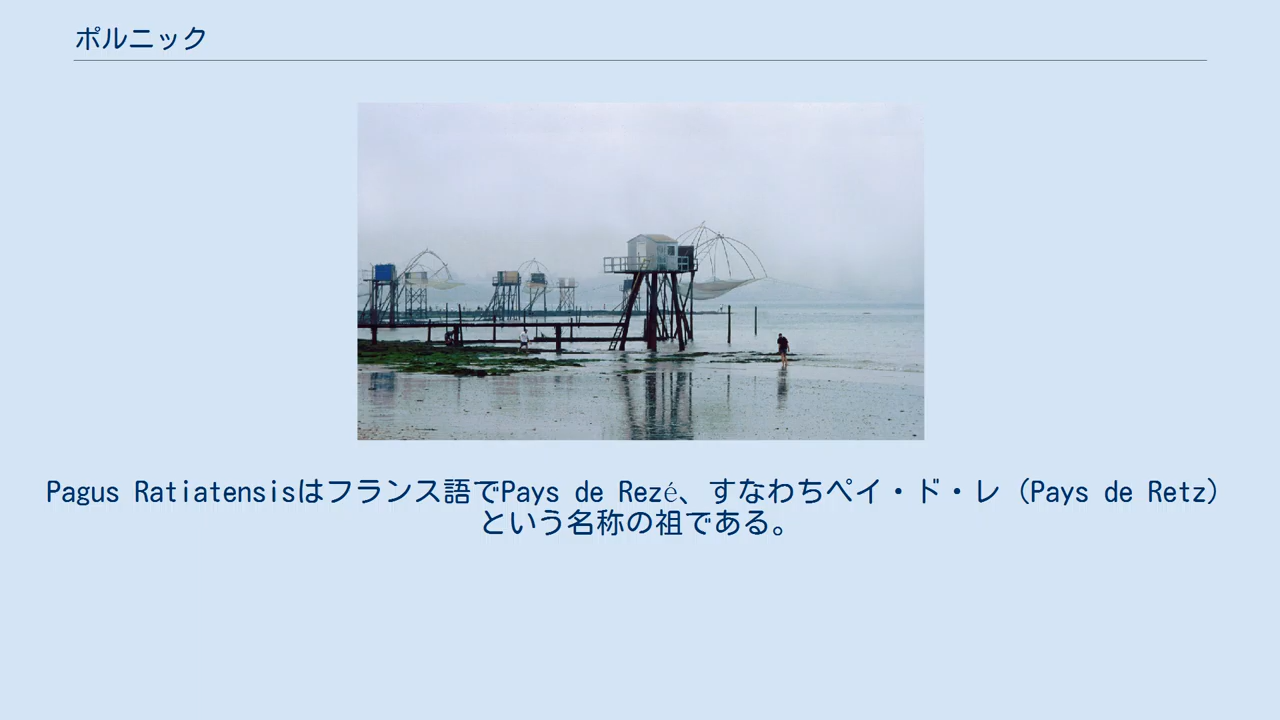 ポルニック
Pagus Ratiatensisはフランス語でPays de Rezé、すなわちペイ・ド・レ（Pays de Retz）
という名称の祖である。